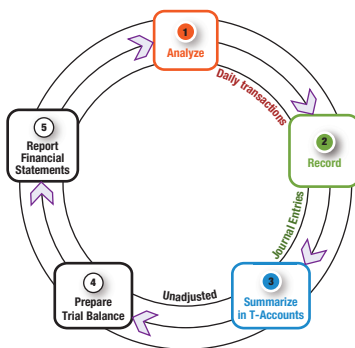 1
Analyze
Daily transactions
2
Record
Journal Entries
3
Summarize
in T-Accounts
Unadjusted
4
Prepare
Trial Balance
5
Report
Financial
Statements